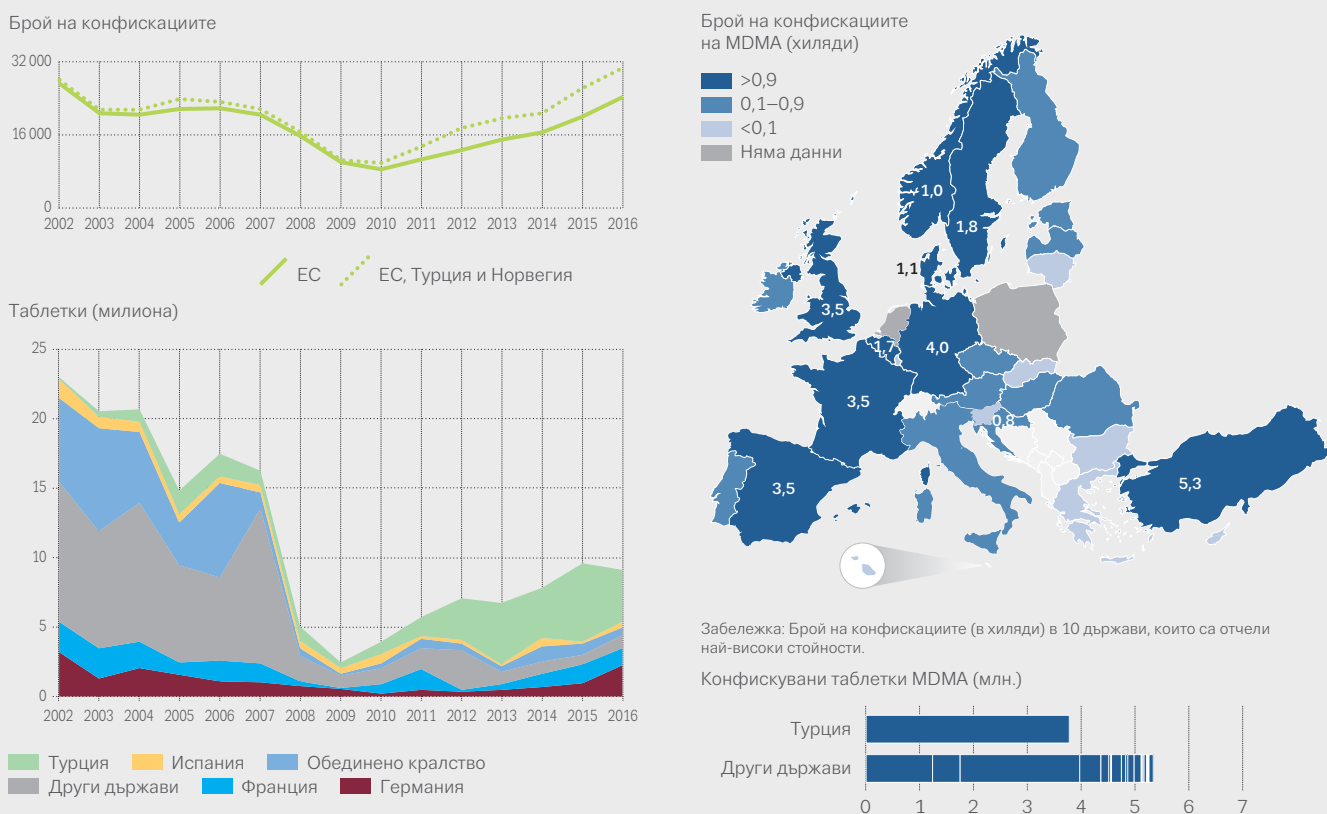 Брой на конфискациите
32 000
16 000
0
2002 2003 2004 2005 2006 2007 2008 2009 2010 2011 2012 2013 2014 2015 2016
ЕС
ЕС, Турция и Норвегия
Таблетки (милиона)
25
20
15
10
5
0
2002 2003 2004 2005 2006 2007 2008 2009 2010 2011 2012 2013 2014 2015 2016
Турция Испания Обединено кралство
Други държави Франция Германия
Брой на конфискациите
на MDMA (хиляди)
>0,9
0,1–0,9
<0,1
Няма данни
1,0
1,8
1,1
3,5
1,7
4,0
3,5
0,8
3,5
5,3
Забележка: Брой на конфискациите (в хиляди) в 10 държави, които са отчели
най-високи стойности.
Конфискувани таблетки MDMA (млн.)
Турция
Други държави
0 1 2 3 4 5 6 7